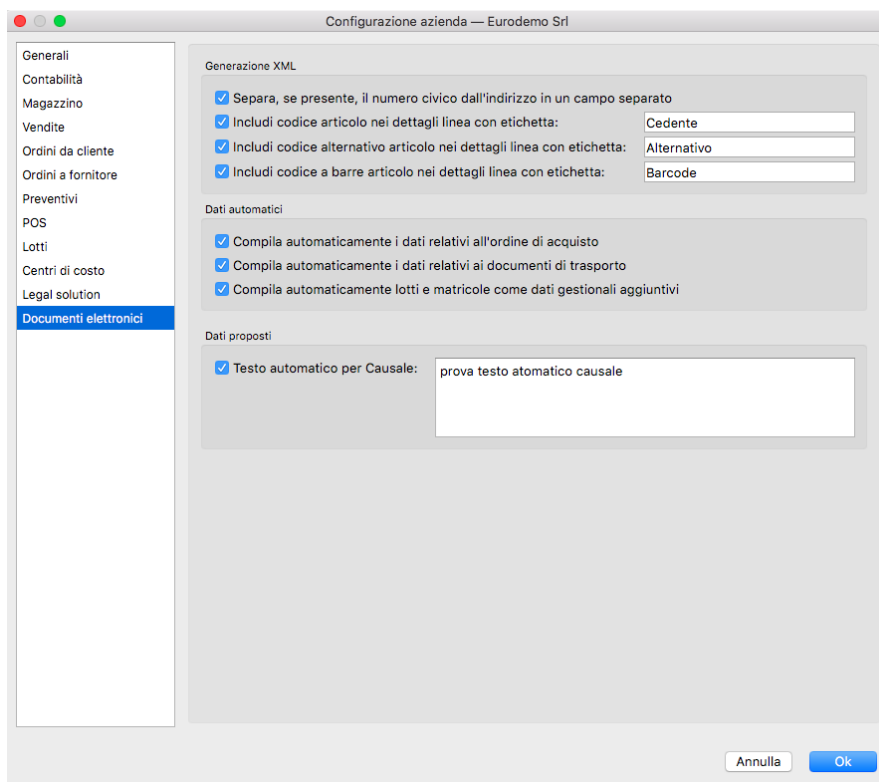 Configurazione azienda — Eurodemo Srl
Generali
Contabilità
Magazzino
Vendite
Ordini da cliente
Ordini a fornitore
Preventivi
POS
Lotti
Centri di costo
Legal solution
Documenti elettronici
Generazione XML
Separa, se presente, il numero civico dall'indirizzo in un campo separato
Includi codice articolo nei dettagli linea con etichetta: Cedente
Includi codice alternativo articolo nei dettagli linea con etichetta: Alternativo
Includi codice a barre articolo nei dettagli linea con etichetta: Barcode
Dati automatici
Compila automaticamente i dati relativi all'ordine di acquisto
Compila automaticamente i dati relativi ai documenti di trasporto
Compila automaticamente lotti e matricole come dati gestionali aggiuntivi
Dati proposti
Testo automatico per Causale: prova testo atomatico causale
Annulla Ok